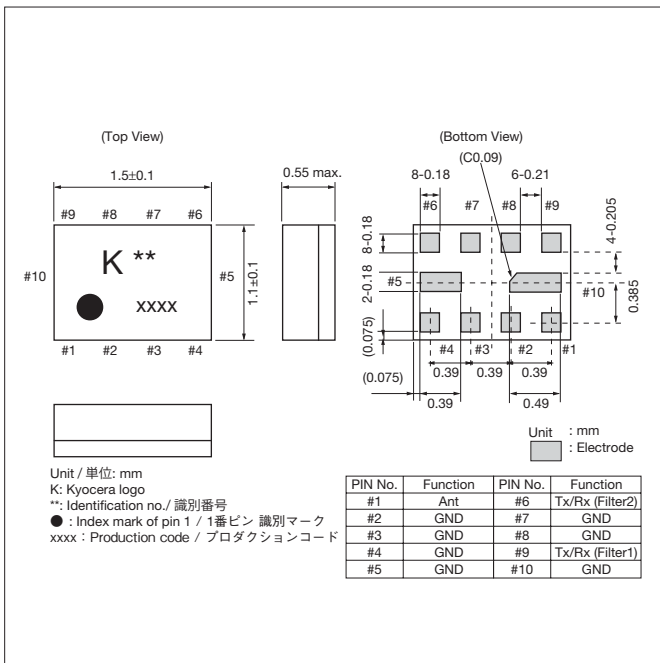 (Top View)
1.5±0.1
#9 #8 #7 #6
K **
#10
#5
1.1±0.1
xxxx
#1 #2 #3 #4
0.55 max.
(Bottom View)
(C0.09)
8-0.18
6-0.21
#6 #7 #8 #9
4-0.205
8-0.18
2-0.18
#5
#10
0.385
(0.075)
#4 #3 #2 #1
(0.075)
0.39 0.39 0.39
0.39
0.49
Unit : mm
: Electrode
Unit / 単位: mm
K: Kyocera logo
**: Identification no./ 識別番号
● : Index mark of pin 1 / 1番ピン 識別マーク
xxxx : Production code / プロダクションコード
PIN No. Function PIN No. Function
#1 Ant #6 Tx/Rx (Filter2)
#2 GND #7 GND
#3 GND #8 GND
#4 GND #9 Tx/Rx (Filter1)
#5 GND #10 GND